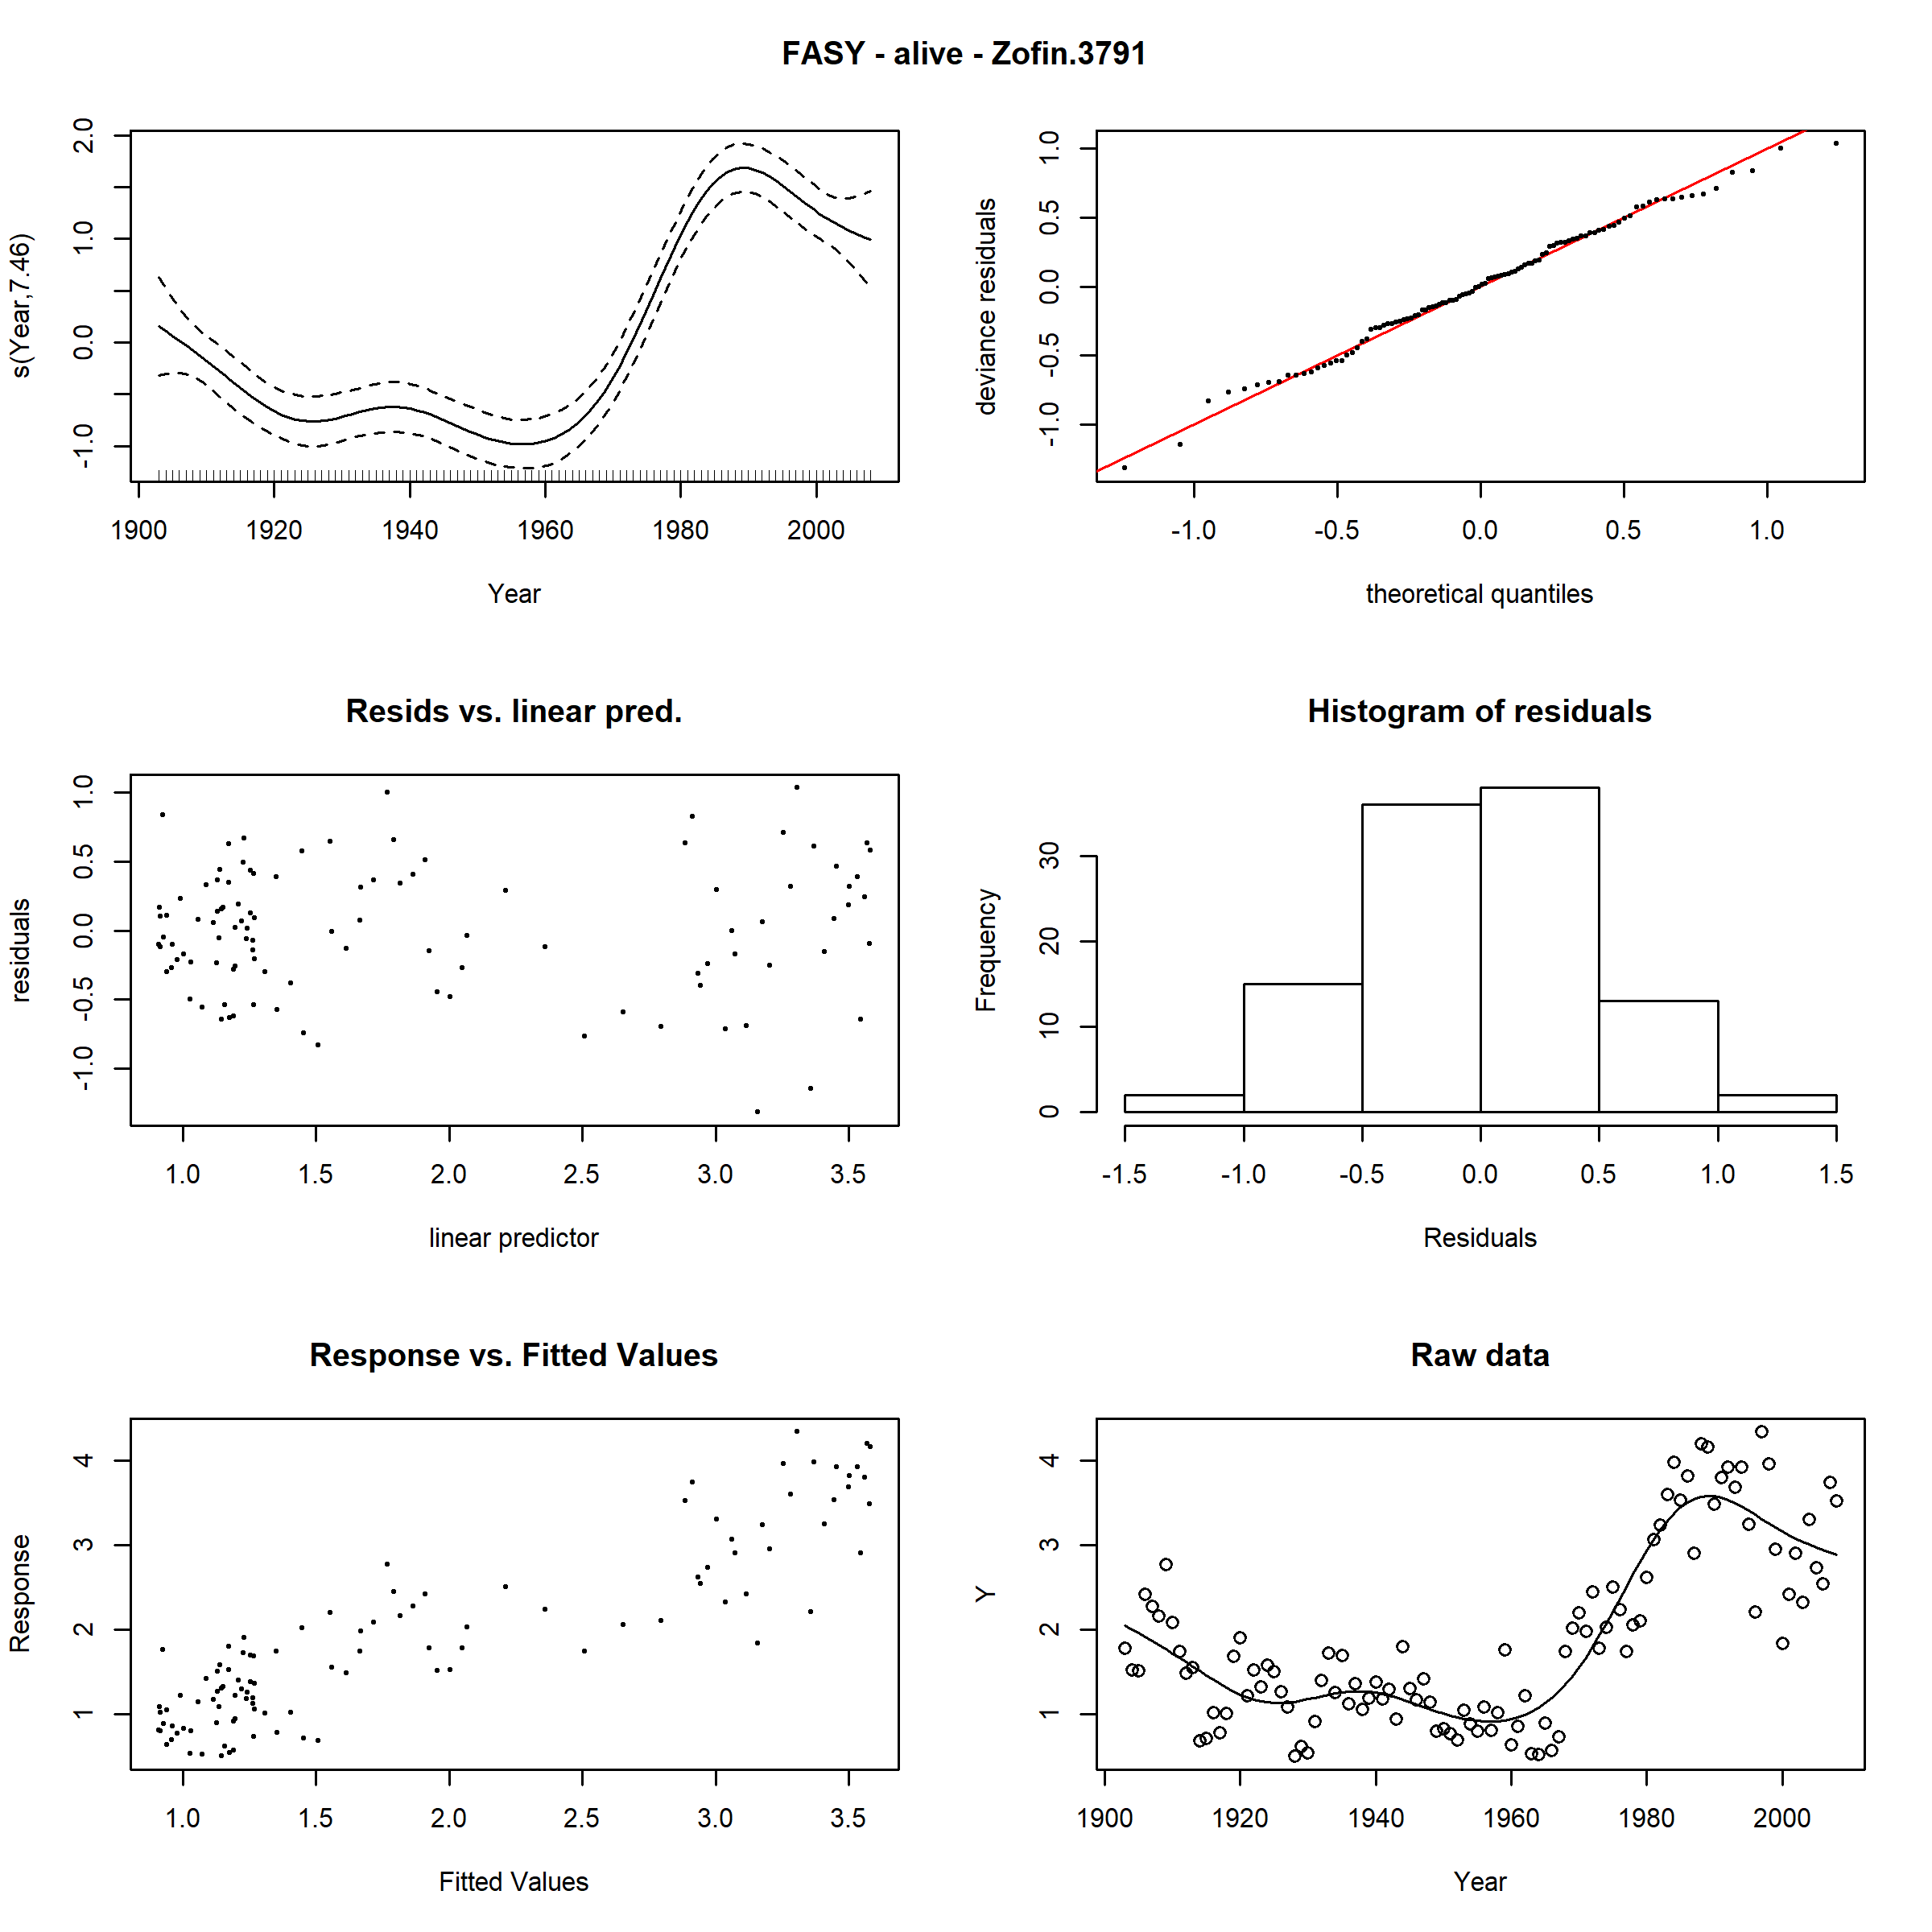 FASY - alive - Zofin.3791
s(Year,7.46)
-1.0 0.0 1.0 2.0
1900 1920 1940 1960 1980 2000
Year
deviance residuals
-1.0 -0.5 0.0 0.5 1.0
-1.0 -0.5 0.0 0.5 1.0
theoretical quantiles
Resids vs. linear pred.
residuals
-1.0 -0.5 0.0 0.5 1.0
1.0 1.5 2.0 2.5 3.0 3.5
linear predictor
Histogram of residuals
Frequency
0 10 20 30
-1.5 -1.0 -0.5 0.0 0.5 1.0 1.5
Residuals
Response vs. Fitted Values
Response
1 2 3 4
1.0 1.5 2.0 2.5 3.0 3.5
Fitted Values
Raw data
Y
1 2 3 4
1900 1920 1940 1960 1980 2000
Year